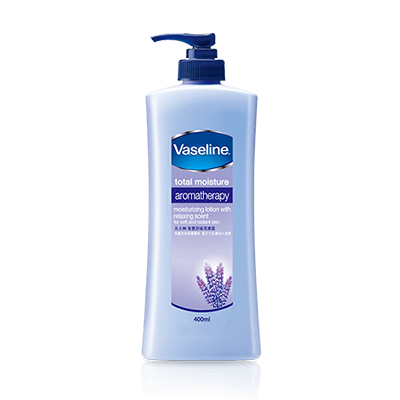 Vaseline.
total moisture
aromatherapy
moisturizing lotion with
relaxing scent
for soft and radiant skin
400ml